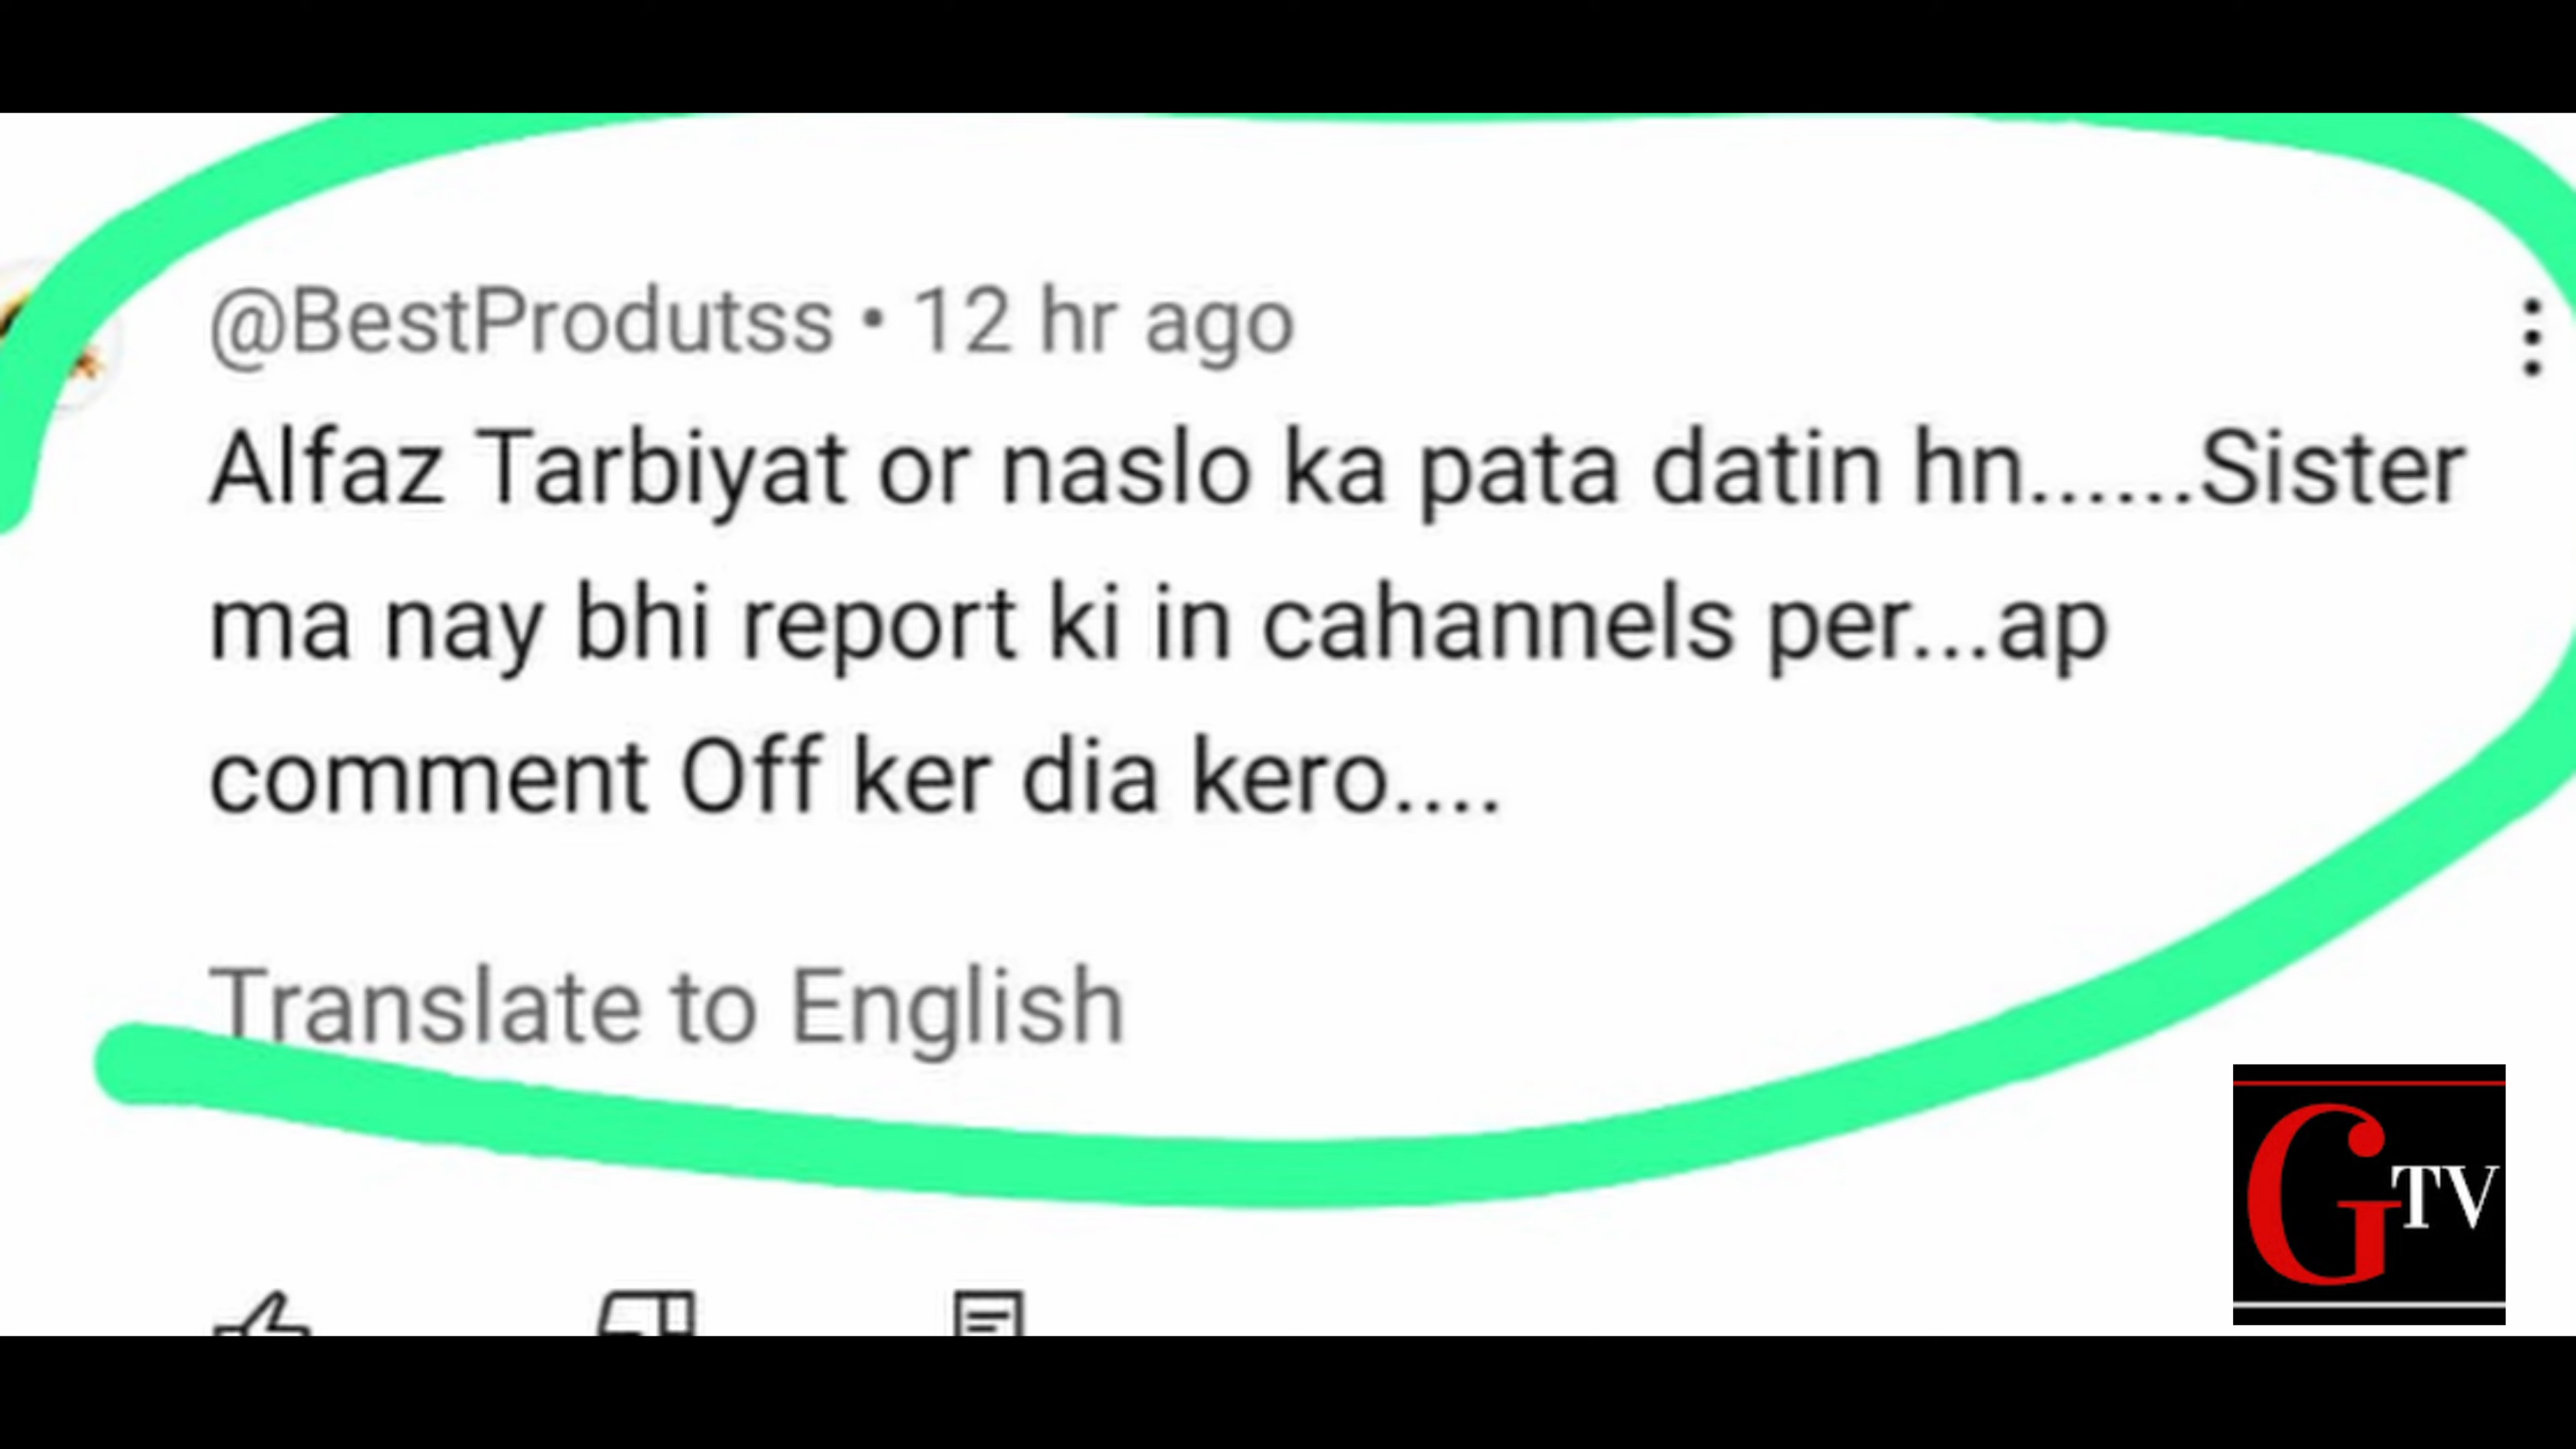 @BestProdutss • 12 hr ago
Alfaz Tarbiyat or naslo ka pata datin hn......Sister
ma nay bhi report ki in cahannels per...ap
comment Off ker dia kero....
Translate to English
GTV